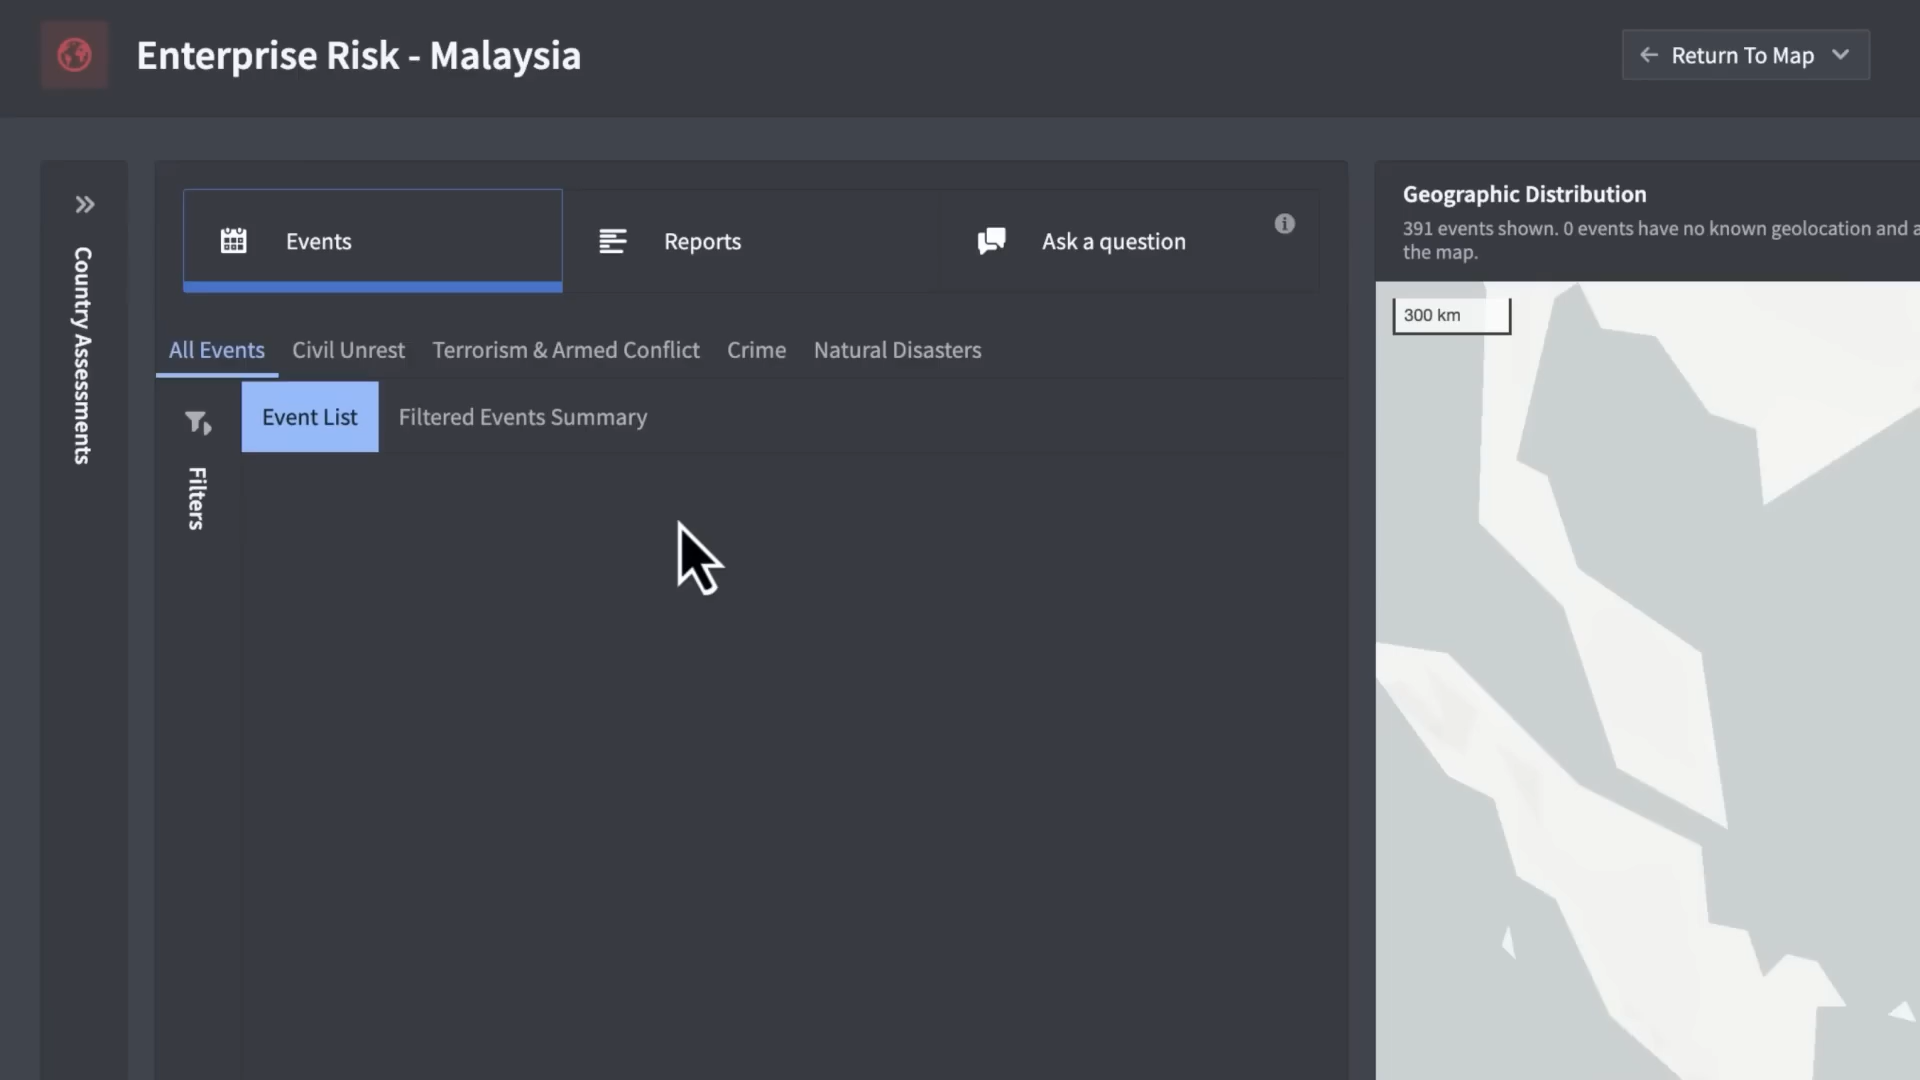 Enterprise Risk - Malaysia
Return To Map
Country Assessments
Events
Reports
Ask a question
All Events
Civil Unrest
Terrorism & Armed Conflict
Crime
Natural Disasters
Filters
Event List
Filtered Events Summary
Geographic Distribution
391 events shown. 0 events have no known geolocation and a
the map.
300 km